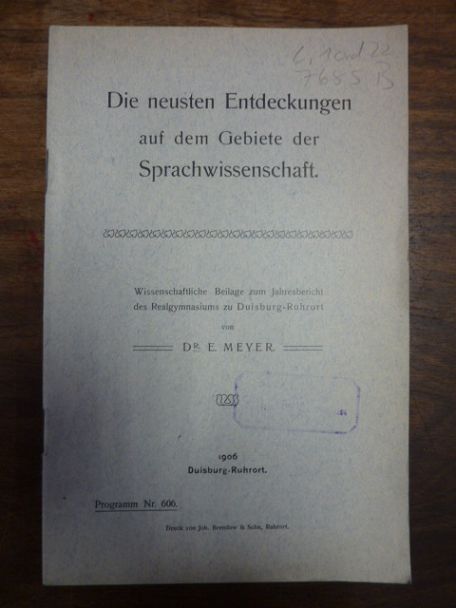 Die neusten Entdeckungen
auf dem Gebiete der
Sprachwissenschaft.
Wissenschaftliche Beilage zum Jahresbericht
des Realgymnasiums zu Duisburg-Ruhrort
von
Dr. E. MEYER.
1906
Duisburg-Ruhrort.
Programm Nr. 606.
Druck von Joh. Brendow & Sohn, Ruhrort.